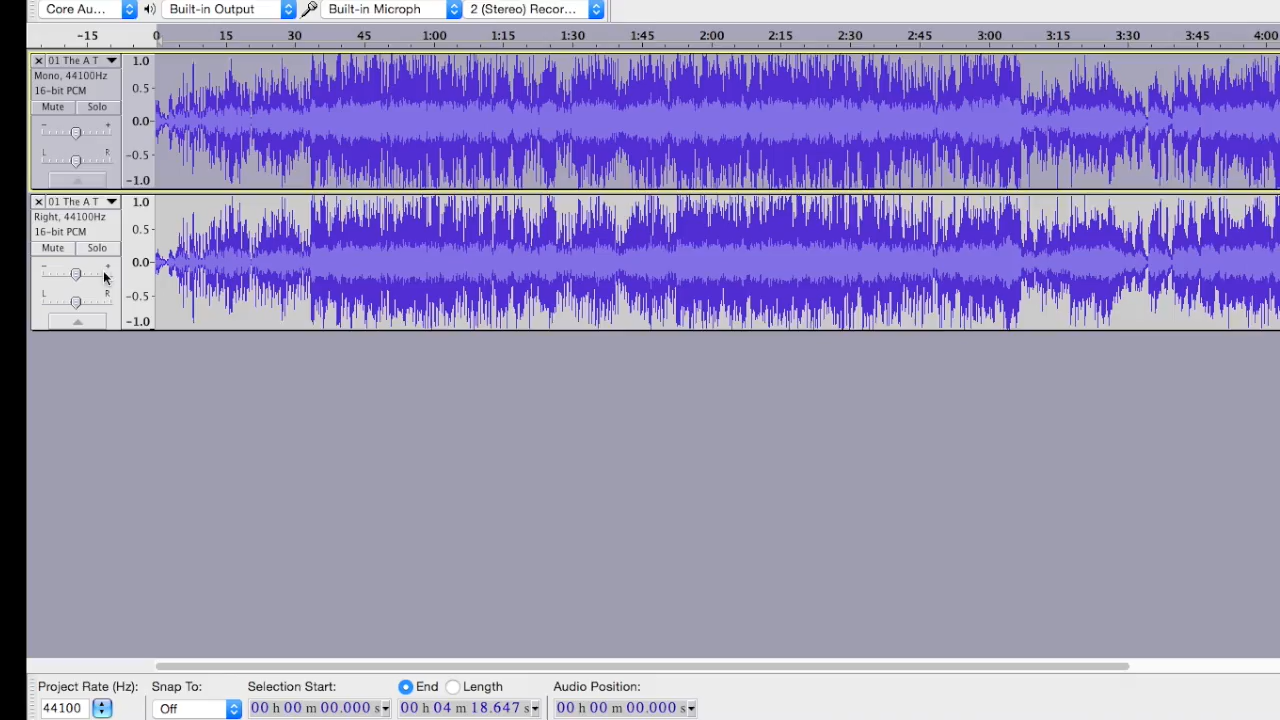 Core Au... Built-in Output Built-in Microph 2 (Stereo) Recor...
-15 0 15 30 45 1:00 1:15 1:30 1:45 2:00 2:15 2:30 2:45 3:00 3:15 3:30 3:45 4:00
01 The A T 1.0
Mono, 44100Hz
16-bit PCM 0.5
Mute Solo
- + 0.0
L R -0.5
-1.0
01 The A T 1.0
Right, 44100Hz
16-bit PCM 0.5
Mute Solo
- + 0.0
L R -0.5
-1.0
Project Rate (Hz): Snap To: Selection Start: End Length Audio Position:
44100 Off 00 h 00 m 00.000 s 00 h 04 m 18.647 s 00 h 00 m 00.000 s